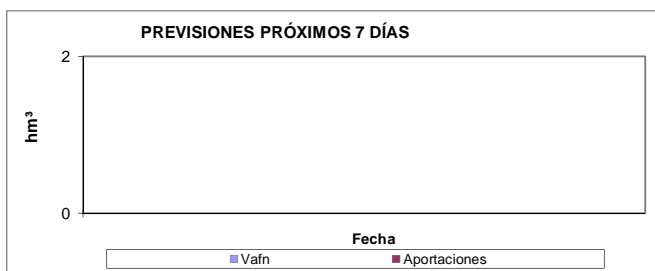 PREVISIONES PRÓXIMOS 7 DÍAS
2
hm³
0
Fecha
Vafn Aportaciones